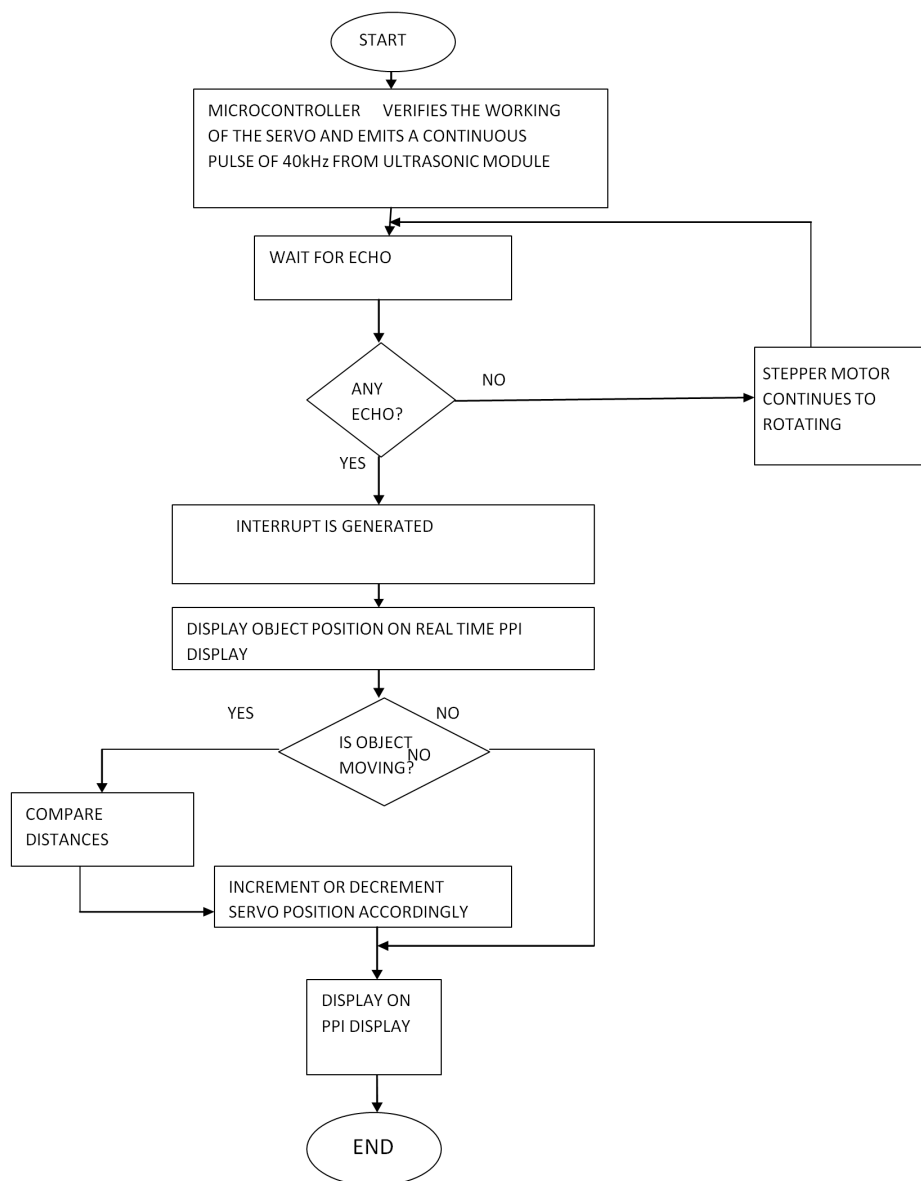 START
MICROCONTROLLER VERIFIES THE WORKING
OF THE SERVO AND EMITS A CONTINUOUS
PULSE OF 40kHz FROM ULTRASONIC MODULE
WAIT FOR ECHO
ANY
ECHO?
NO
STEPPER MOTOR
CONTINUES TO
ROTATING
YES
INTERRUPT IS GENERATED
DISPLAY OBJECT POSITION ON REAL TIME PPI
DISPLAY
YES
NO
IS OBJECT
MOVING?
NO
COMPARE
DISTANCES
INCREMENT OR DECREMENT
SERVO POSITION ACCORDINGLY
DISPLAY ON
PPI DISPLAY
END